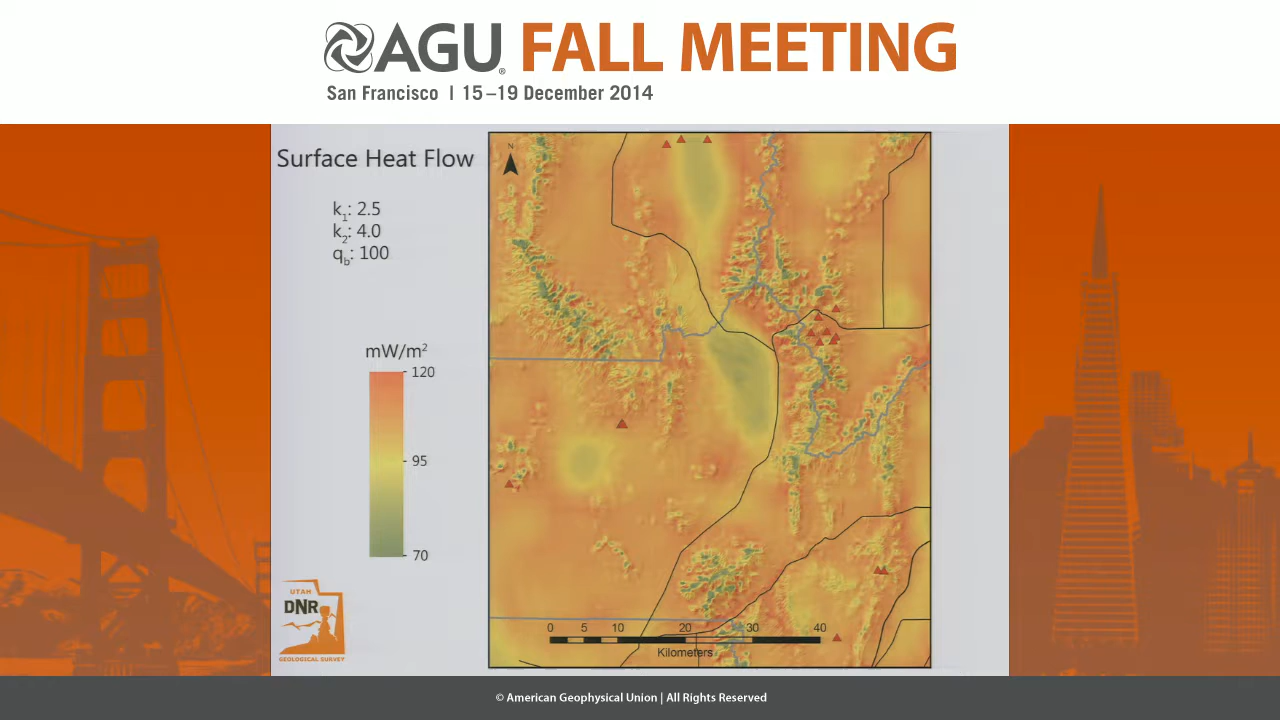 AGU® FALL MEETING
San Francisco | 15–19 December 2014
Surface Heat Flow
k1: 2.5
k2: 4.0
qb: 100
mW/m²
120
95
70
N
UTAH
DNR
GEOLOGICAL SURVEY
0 5 10 20 30 40
Kilometers
© American Geophysical Union | All Rights Reserved